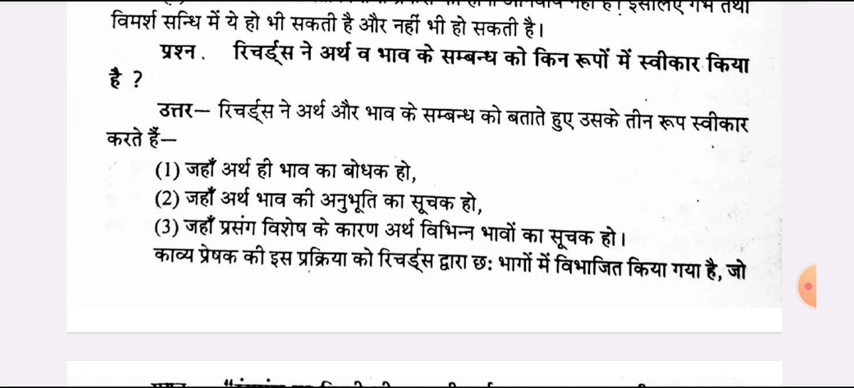 विमर्श सन्धि में ये हो भी सकती है और नहीं भी हो सकती है।
प्रश्न . रिचर्ड्स ने अर्थ व भाव के सम्बन्ध को किन रूपों में स्वीकार किया
है ?
उत्तर— रिचर्ड्स ने अर्थ और भाव के सम्बन्ध को बताते हुए उसके तीन रूप स्वीकार
करते हैं—
(1) जहाँ अर्थ ही भाव का बोधक हो,
(2) जहाँ अर्थ भाव की अनुभूति का सूचक हो,
(3) जहाँ प्रसंग विशेष के कारण अर्थ विभिन्न भावों का सूचक हो।
काव्य प्रेषक की इस प्रक्रिया को रिचर्ड्स द्वारा छः भागों में विभाजित किया गया है, जो